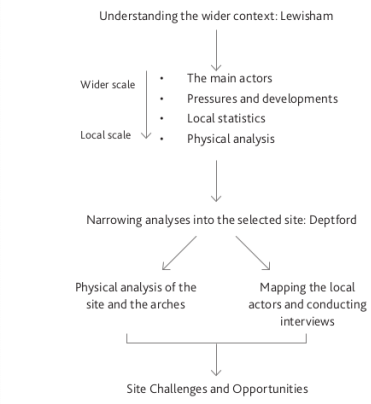 Understanding the wider context: Lewisham
Wider scale
• The main actors
• Pressures and developments
• Local statistics
Local scale
• Physical analysis
Narrowing analyses into the selected site: Deptford
Physical analysis of the
site and the arches
Mapping the local
actors and conducting
interviews
Site Challenges and Opportunities